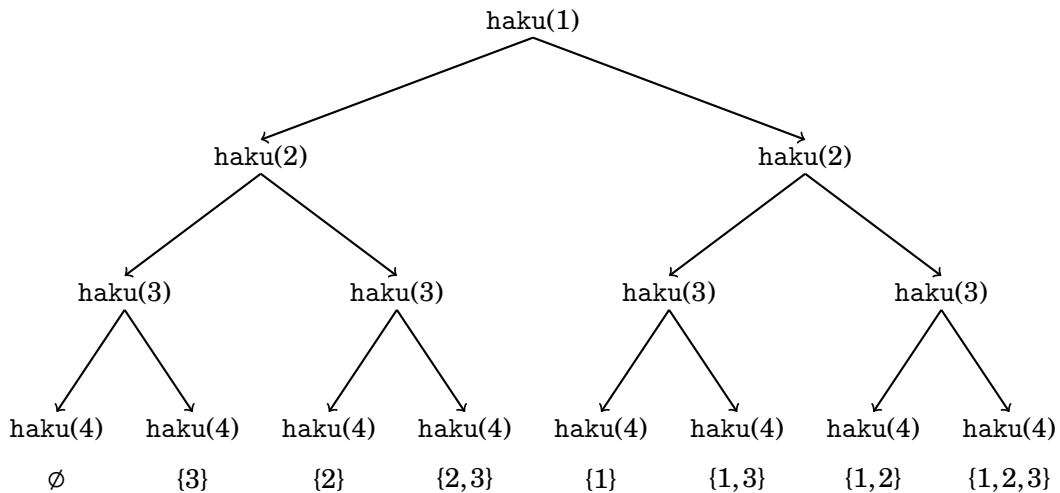 haku(1)
haku(2) haku(2)
haku(3) haku(3) haku(3) haku(3)
haku(4) haku(4) haku(4) haku(4) haku(4) haku(4) haku(4) haku(4)
∅ {3} {2} {2,3} {1} {1,3} {1,2} {1,2,3}